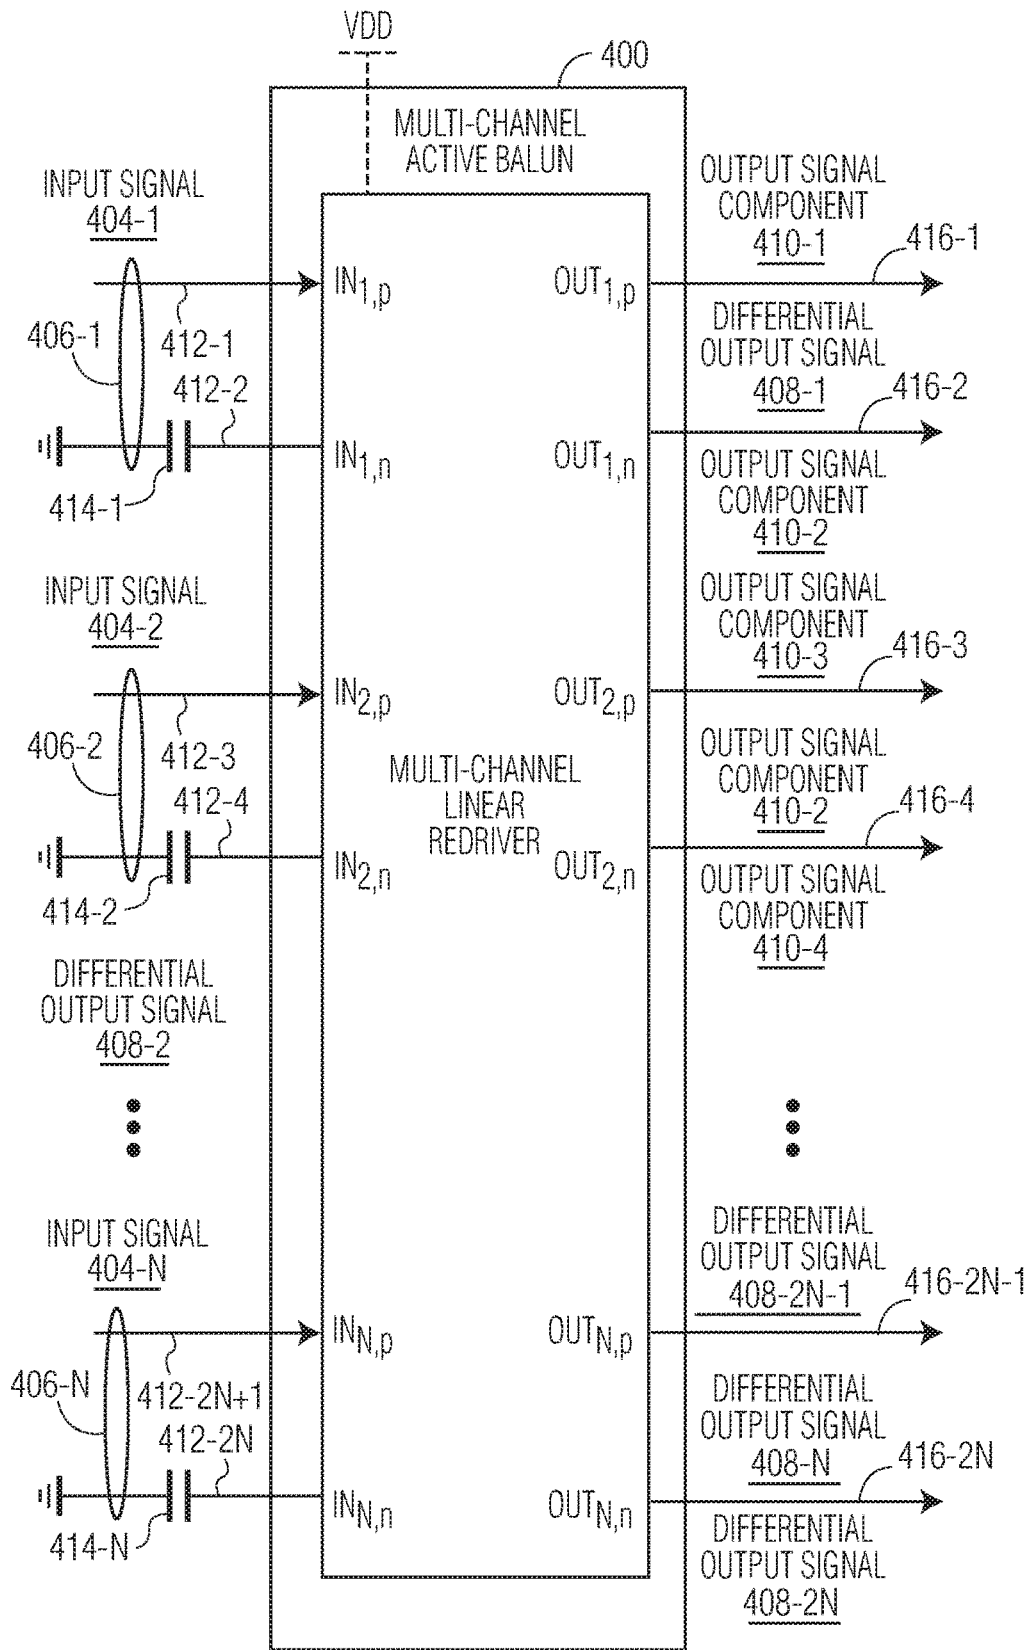 VDD
400
MULTI-CHANNEL
ACTIVE BALUN
INPUT SIGNAL
404-1
406-1
412-1
412-2
414-1
IN1,p
IN1,n
OUT1,p
OUT1,n
OUTPUT SIGNAL
COMPONENT
410-1
416-1
DIFFERENTIAL
OUTPUT SIGNAL
408-1
416-2
OUTPUT SIGNAL
COMPONENT
410-2
INPUT SIGNAL
404-2
406-2
412-3
412-4
414-2
IN2,p
IN2,n
MULTI-CHANNEL
LINEAR
REDRIVER
OUT2,p
OUT2,n
OUTPUT SIGNAL
COMPONENT
410-3
416-3
OUTPUT SIGNAL
COMPONENT
410-2
416-4
OUTPUT SIGNAL
COMPONENT
410-4
DIFFERENTIAL
OUTPUT SIGNAL
408-2
INPUT SIGNAL
404-N
406-N
412-2N+1
412-2N
414-N
INN,p
INN,n
OUTN,p
OUTN,n
DIFFERENTIAL
OUTPUT SIGNAL
408-2N-1
416-2N-1
DIFFERENTIAL
OUTPUT SIGNAL
408-N
416-2N
DIFFERENTIAL
OUTPUT SIGNAL
408-2N